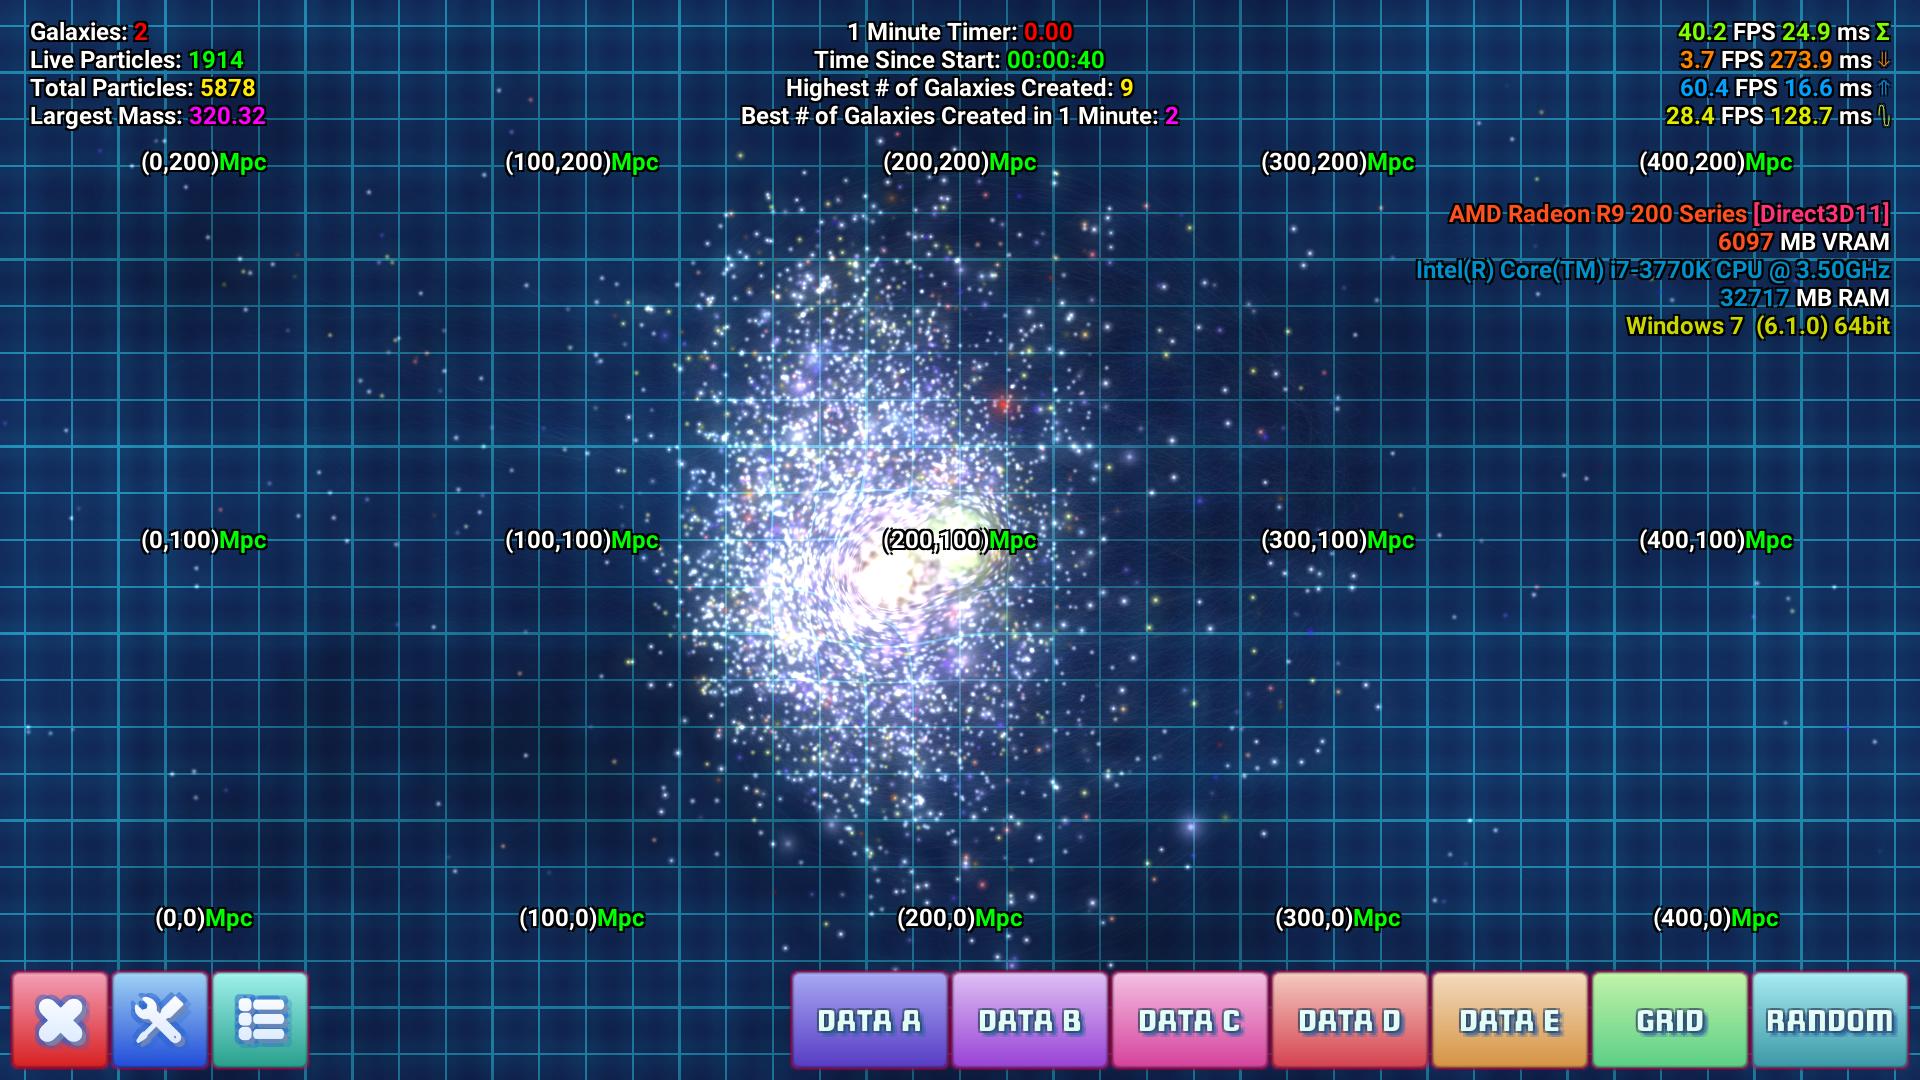 Galaxies: 2
Live Particles: 1914
Total Particles: 5878
Largest Mass: 320.32
1 Minute Timer: 0.00
Time Since Start: 00:00:40
Highest # of Galaxies Created: 9
Best # of Galaxies Created in 1 Minute: 2
40.2 FPS 24.9 ms Σ
3.7 FPS 273.9 ms ⇓
60.4 FPS 16.6 ms ⇑
28.4 FPS 128.7 ms
(0,200)Mpc
(100,200)Mpc
(200,200)Mpc
(300,200)Mpc
(400,200)Mpc
AMD Radeon R9 200 Series [Direct3D11]
6097 MB VRAM
Intel(R) Core(TM) i7-3770K CPU @ 3.50GHz
32717 MB RAM
Windows 7 (6.1.0) 64bit
(0,100)Mpc
(100,100)Mpc
(200,100)Mpc
(300,100)Mpc
(400,100)Mpc
(0,0)Mpc
(100,0)Mpc
(200,0)Mpc
(300,0)Mpc
(400,0)Mpc
DATA A
DATA B
DATA C
DATA D
DATA E
GRID
RANDOM